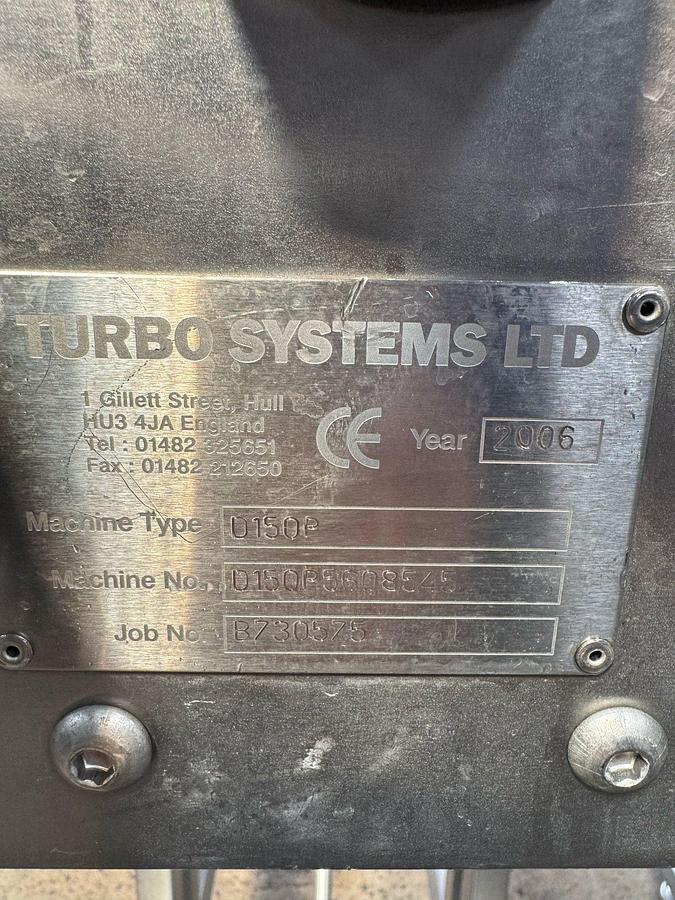 TURBO SYSTEMS LTD
1 Gillett Street, Hull
HU3 4JA England
Tel : 01482 325651
Fax : 01482 212650
CE Year 2006
Machine Type D150P
Machine No.
Job No. B730575